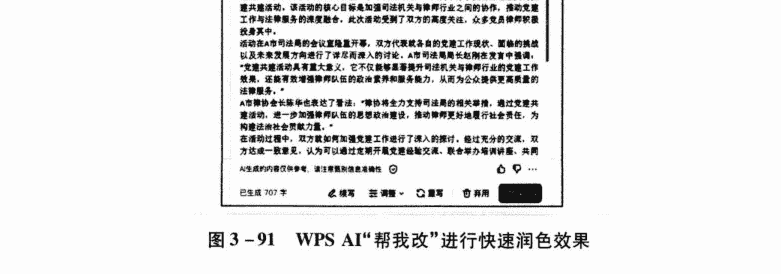 建共建活动。该活动的核心目标是加强司法机关与律师行业之间的协作，推动党建
工作与法律服务的深度融合。此次活动受到了双方的高度关注，众多党员律师积极
投身其中。
活动在A市司法局的会议室隆重开幕，双方代表就各自的党建工作现状、面临的挑战
以及未来发展方向进行了详尽而深入的讨论。A市司法局局长赵刚在发言中强调：
“党建共建活动具有重大意义，它不仅能够显著提升司法机关与律师行业的党建工作
效果，还能有效增强律师队伍的政治素养和服务能力，从而为公众提供更高质量的
法律服务。”
A市律协会长陈华也表达了看法：“律协将全力支持司法局的相关举措，通过党建共
建活动，进一步加强律师队伍的思想政治建设，推动律师更好地履行社会责任，为
构建法治社会贡献力量。”
在活动过程中，双方就如何加强党建工作进行了深入的探讨。经过充分的交流，双
方达成一致意见，认为可以通过定期开展党建经验交流、联合举办培训讲座、共同
AI生成的内容仅供参考，请注意甄别信息准确性
已生成 707 字 续写 调整 重写 弃用
图 3-91 WPS AI“帮我改”进行快速润色效果